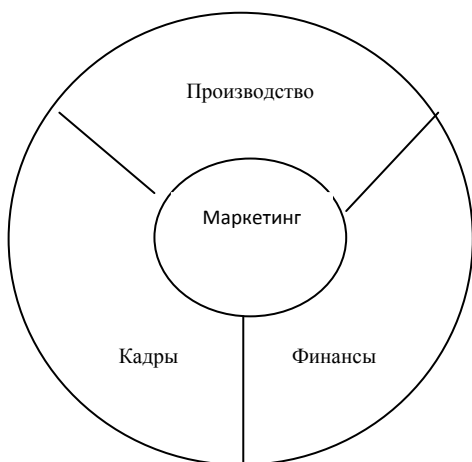 Производство
Маркетинг
Кадры
Финансы